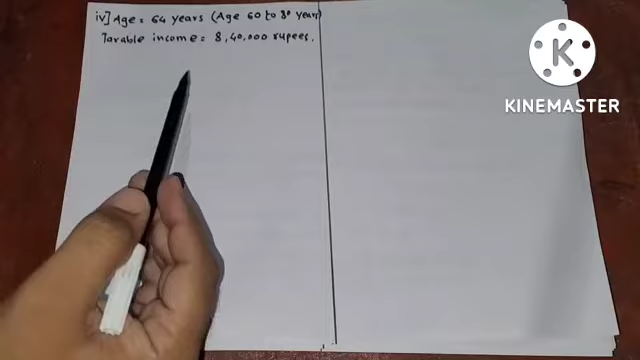 iv] Age = 64 years (Age 60 to 80 years)
Taxable income = 8,40,000 rupees.
K
KINEMASTER